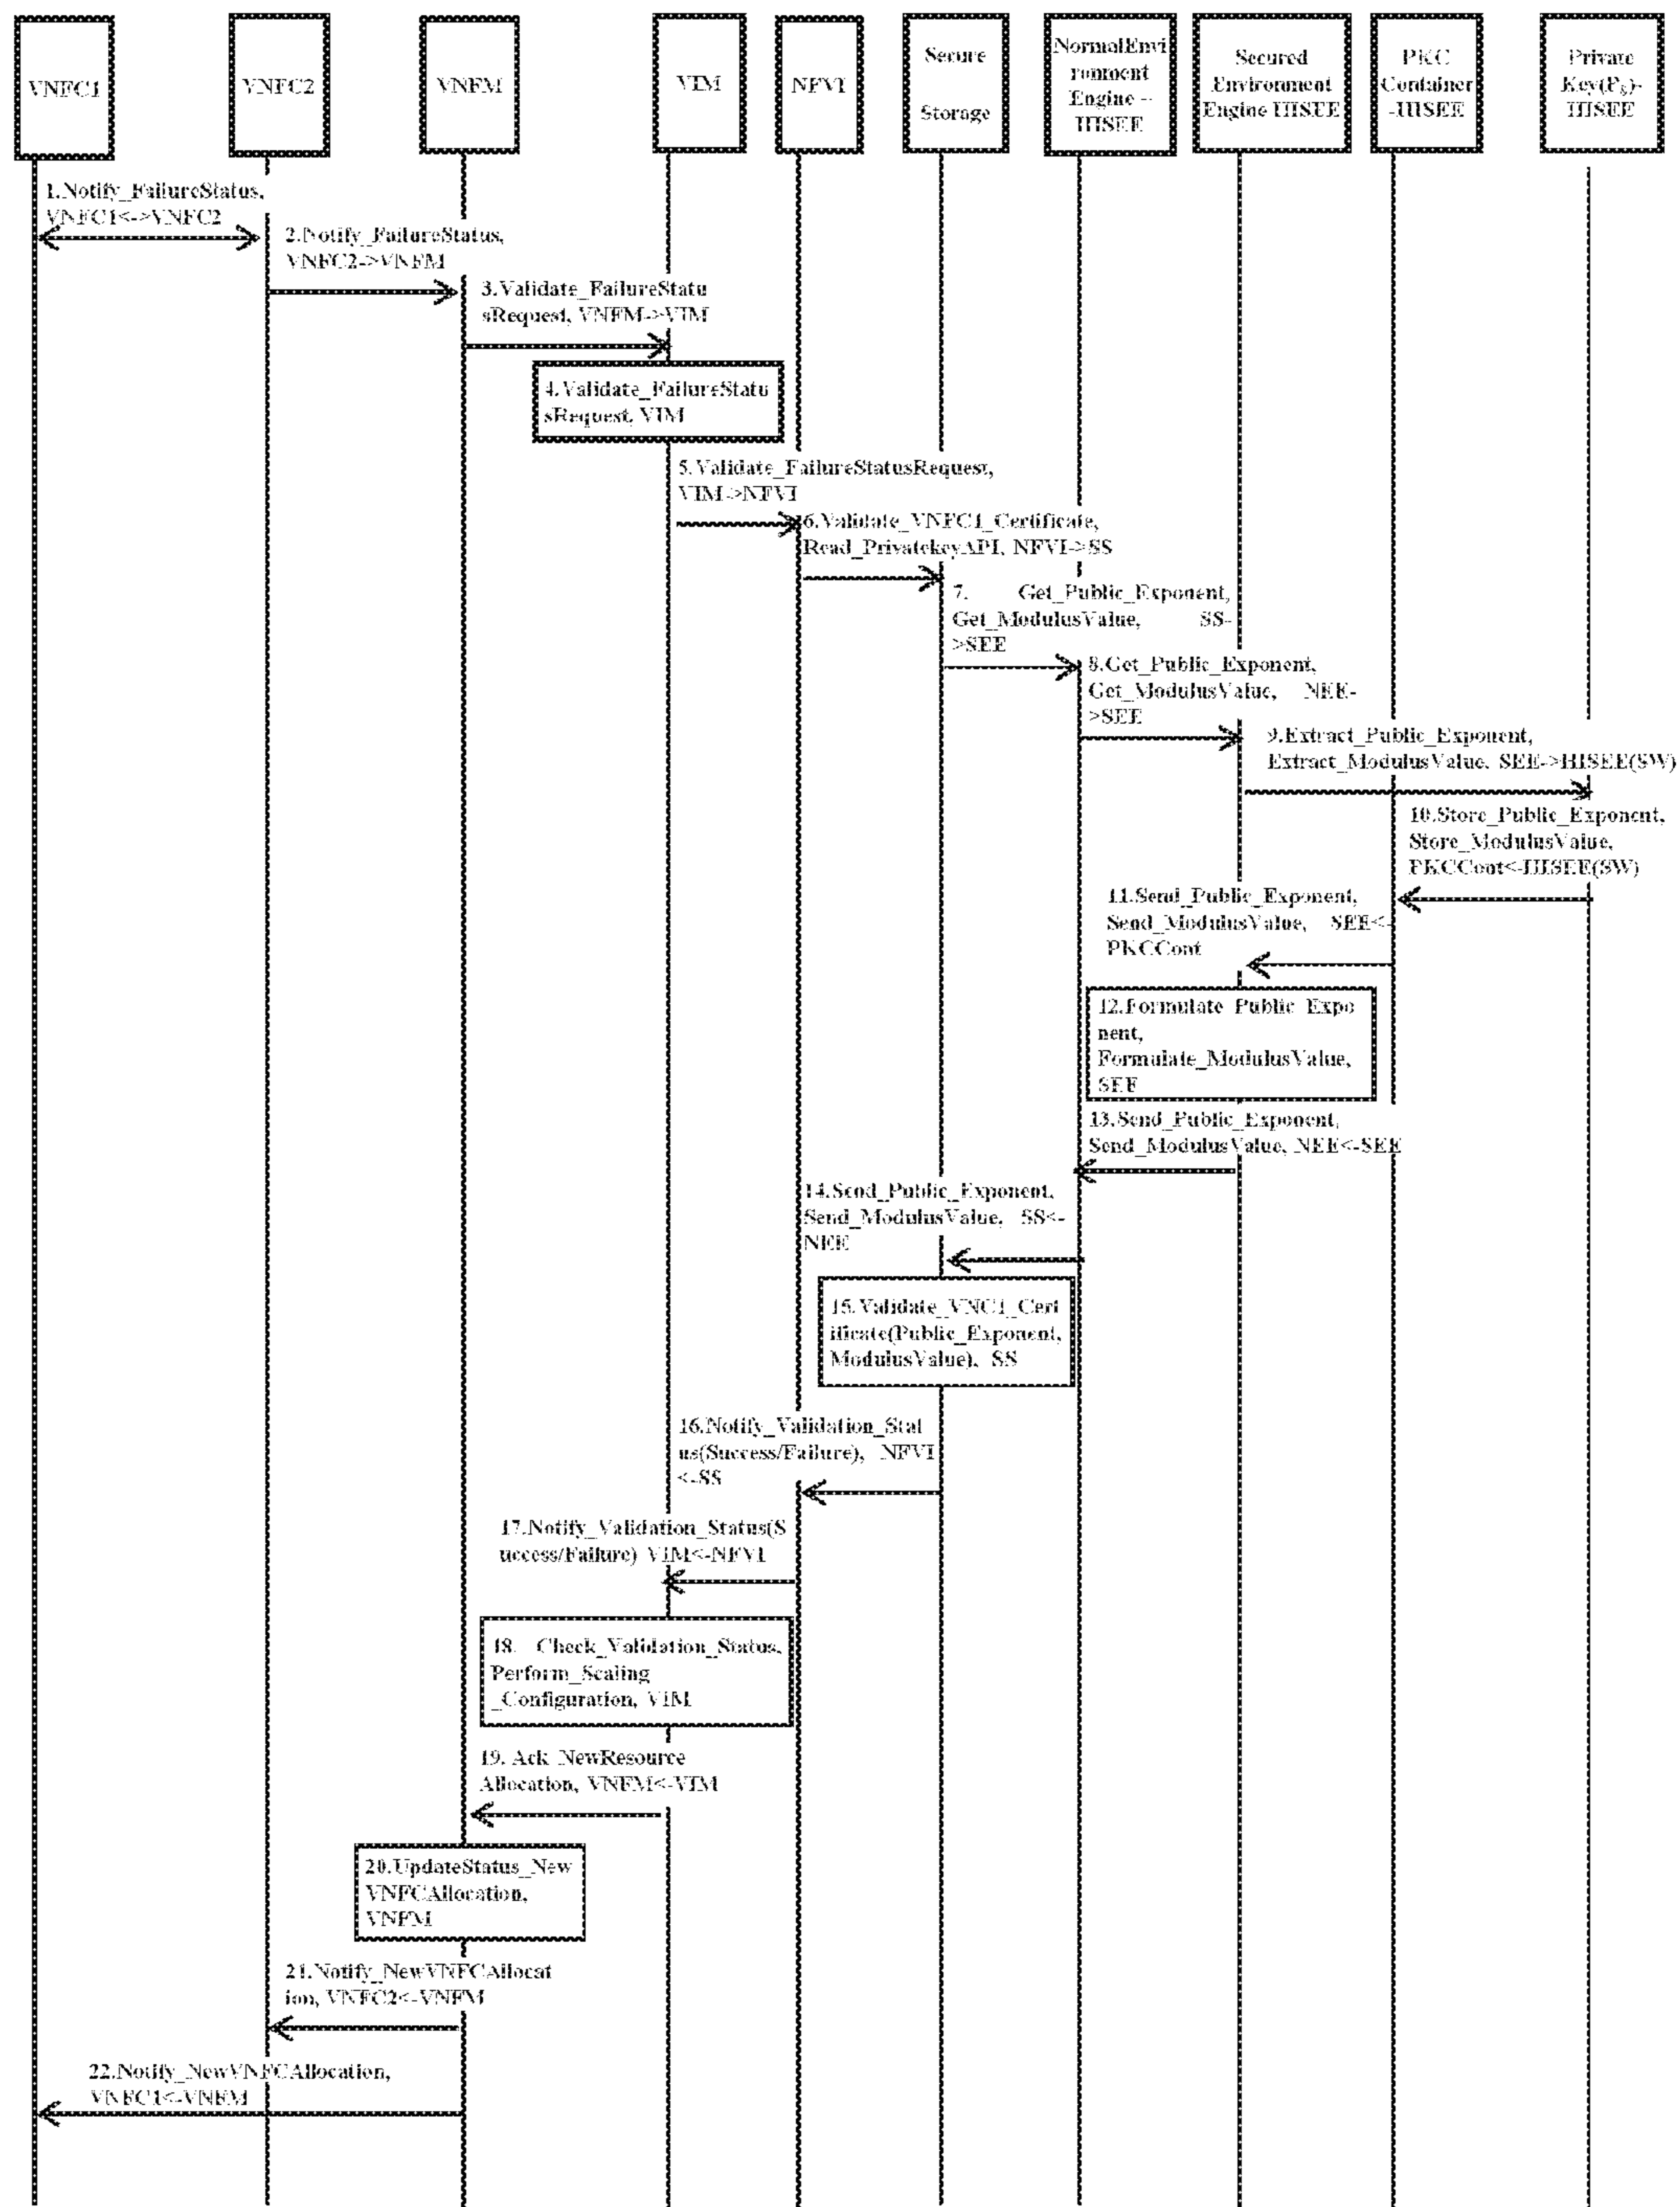 VNFC1
VNFC2
VNFM
VIM
NFVI
Secure
Storage
NormalEnvi
ronment
Engine –
HISEE
Secured
Environment
Engine HISEE
PKC
Container
-HISEE
Private
Key(Ps)-
HISEE
1.Notify_FailureStatus,
VNFC1<->VNFC2
2.Notify_FailureStatus,
VNFC2->VNFM
3.Validate_FailureStatu
sRequest, VNFM->VIM
4.Validate_FailureStatu
sRequest, VIM
5.Validate_FailureStatusRequest,
VIM->NFVI
6.Validate_VNFC1_Certificate,
Read_PrivatekeyAPI, NFVI->SS
7. Get_Public_Exponent,
Get_ModulusValue, SS-
>SEE
8.Get_Public_Exponent,
Get_ModulusValue, NEE-
>SEE
9.Extract_Public_Exponent,
Extract_ModulusValue, SEE->HISEE(SW)
10.Store_Public_Exponent,
Store_ModulusValue,
PKCCont<-HISEE(SW)
11.Send_Public_Exponent,
Send_ModulusValue, SEE<-
PKCCont
12.Formulate_Public_Expo
nent,
Formulate_ModulusValue,
SEE
13.Send_Public_Exponent,
Send_ModulusValue, NEE<-SEE
14.Send_Public_Exponent,
Send_ModulusValue, SS<-
NEE
15.Validate_VNC1_Cert
ificate(Public_Exponent,
ModulusValue), SS
16.Notify_Validation_Stat
us(Success/Failure), NFVI
<-SS
17.Notify_Validation_Status(S
uccess/Failure) VIM<-NFVI
18. Check_Validation_Status,
Perform_Scaling
_Configuration, VIM
19. Ack_NewResource
Allocation, VNFM<-VIM
20.UpdateStatus_New
VNFCAllocation,
VNFM
21.Notify_NewVNFCAllocat
ion, VNFC2<-VNFM
22.Notify_NewVNFCAllocation,
VNFC1<-VNFM